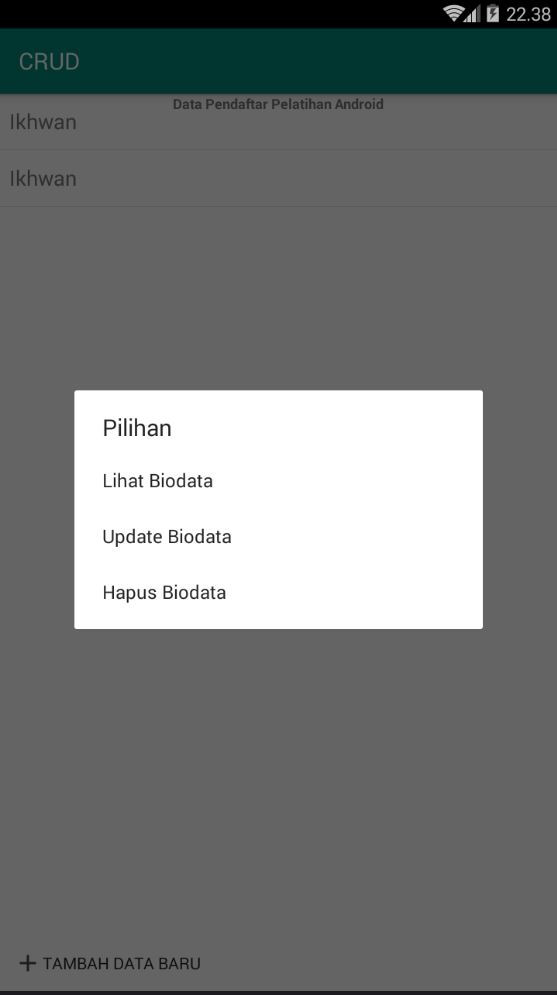 22.38
CRUD
Data Pendaftar Pelatihan Android
Ikhwan
Ikhwan
Pilihan
Lihat Biodata
Update Biodata
Hapus Biodata
+ TAMBAH DATA BARU